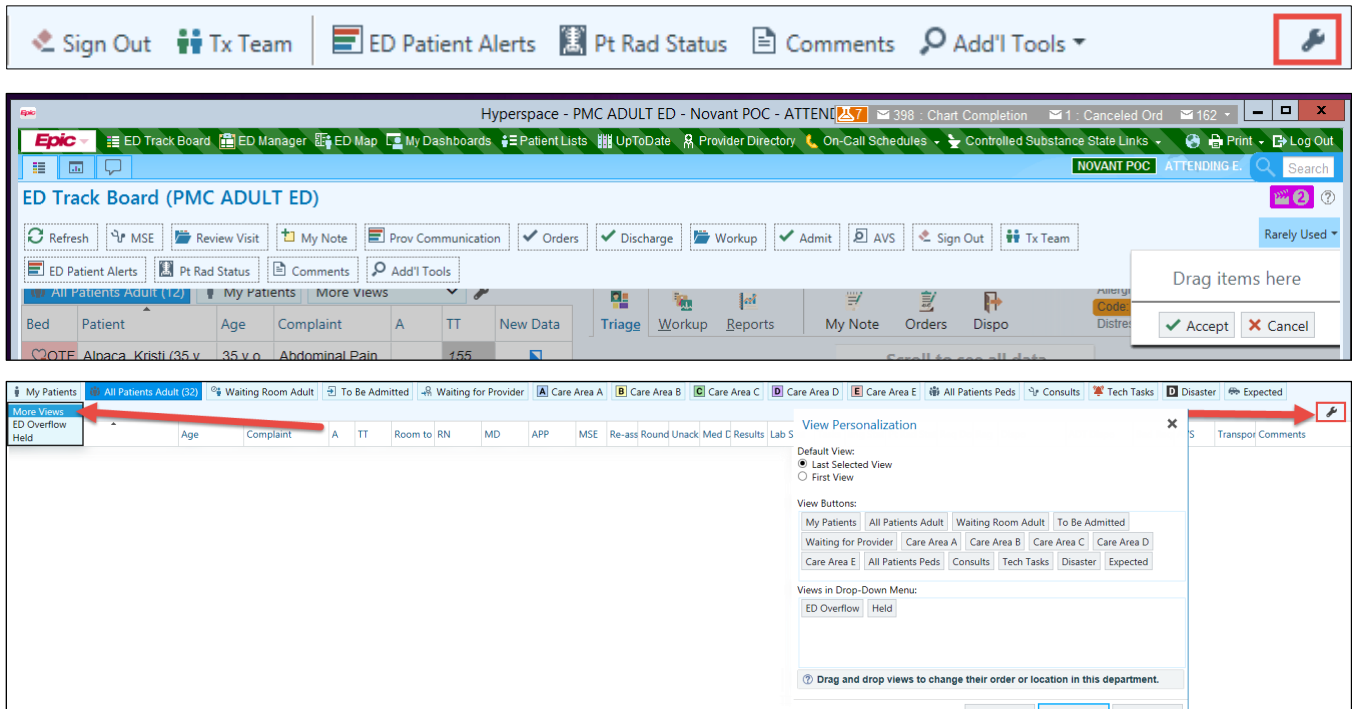 Sign Out Tx Team ED Patient Alerts Pt Rad Status Comments Add'l Tools
Epic Hyperspace - PMC ADULT ED - Novant POC - ATTEND 7 398 : Chart Completion 1 : Canceled Ord 162 X
Epic ED Track Board ED Manager ED Map My Dashboards Patient Lists UpToDate Provider Directory On-Call Schedules Controlled Substance State Links Print Log Out
NOVANT POC ATTENDING E. Search
ED Track Board (PMC ADULT ED) 2 ?
Refresh MSE Review Visit My Note Prov Communication Orders Discharge Workup Admit AVS Sign Out Tx Team Rarely Used
ED Patient Alerts Pt Rad Status Comments Add'l Tools
Drag items here
All Patients Adult (12) My Patients More Views
Triage Workup Reports My Note Orders Dispo Code:
Bed Patient Age Complaint A TT New Data
Accept Cancel
Alpaca, Kristi (35 y 35 y.o. Abdominal Pain 155 Scroll to see all data
My Patients All Patients Adult (32) Waiting Room Adult To Be Admitted Waiting for Provider A Care Area A B Care Area B C Care Area C D Care Area D E Care Area E All Patients Peds Consults Tech Tasks D Disaster Expected
More Views
ED Overflow
Held
Age Complaint A TT Room to RN MD APP MSE Re-ass Round Unack Med D Results Lab S Transpor Comments
View Personalization
Default View:
Last Selected View
First View
View Buttons:
My Patients All Patients Adult Waiting Room Adult To Be Admitted
Waiting for Provider Care Area A Care Area B Care Area C Care Area D
Care Area E All Patients Peds Consults Tech Tasks Disaster Expected
Views in Drop-Down Menu:
ED Overflow Held
? Drag and drop views to change their order or location in this department.